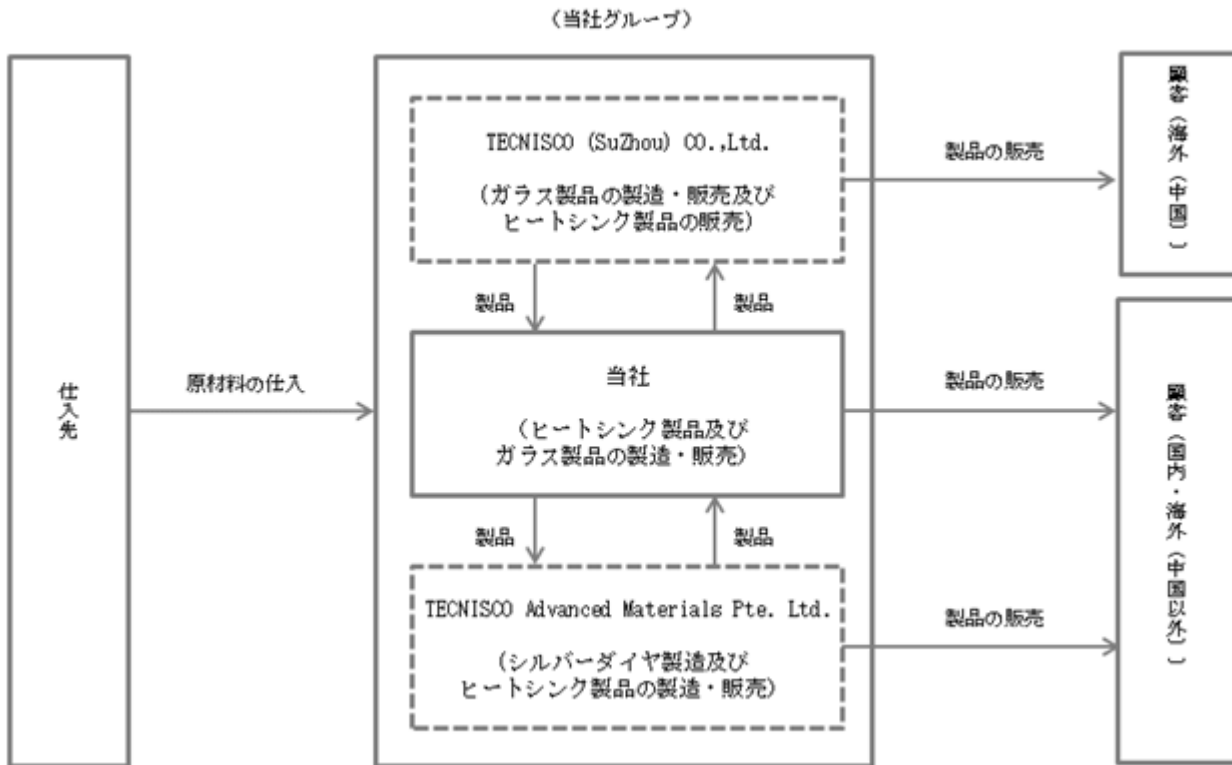 (当社グループ)
仕入先
原材料の仕入
TECNISCO (SuZhou) CO.,Ltd.
(ガラス製品の製造・販売及び
ヒートシンク製品の販売)
製品
製品
当社
(ヒートシンク製品及び
ガラス製品の製造・販売)
製品
製品
TECNISCO Advanced Materials Pte. Ltd.
(シルバーダイヤ製造及び
ヒートシンク製品の製造・販売)
製品の販売
製品の販売
製品の販売
顧客(海外(中国))
顧客(国内・海外(中国以外))